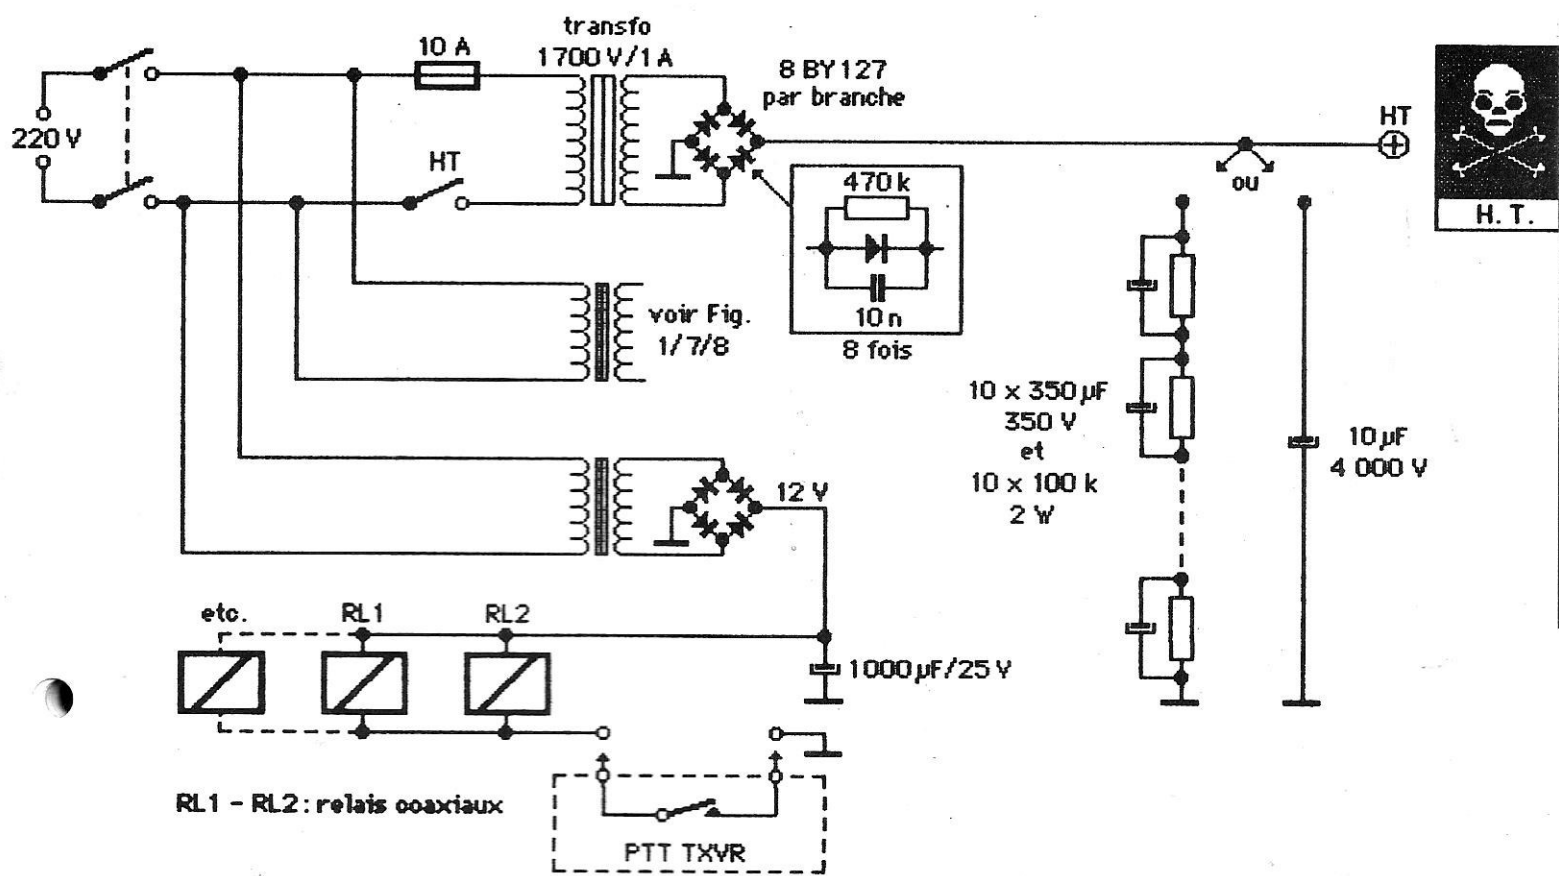 transfo
1700 V/1 A
10 A
8 BY 127
par branche
220 V
HT
HT
ou
H. T.
470 k
10 n
8 fois
voir Fig.
1/7/8
10 x 350 µF
350 V
et
10 x 100 k
2 W
10 µF
4 000 V
12 V
etc.
RL1
RL2
1000 µF/25 V
RL1 - RL2 : relais coaxiaux
PTT TXVR